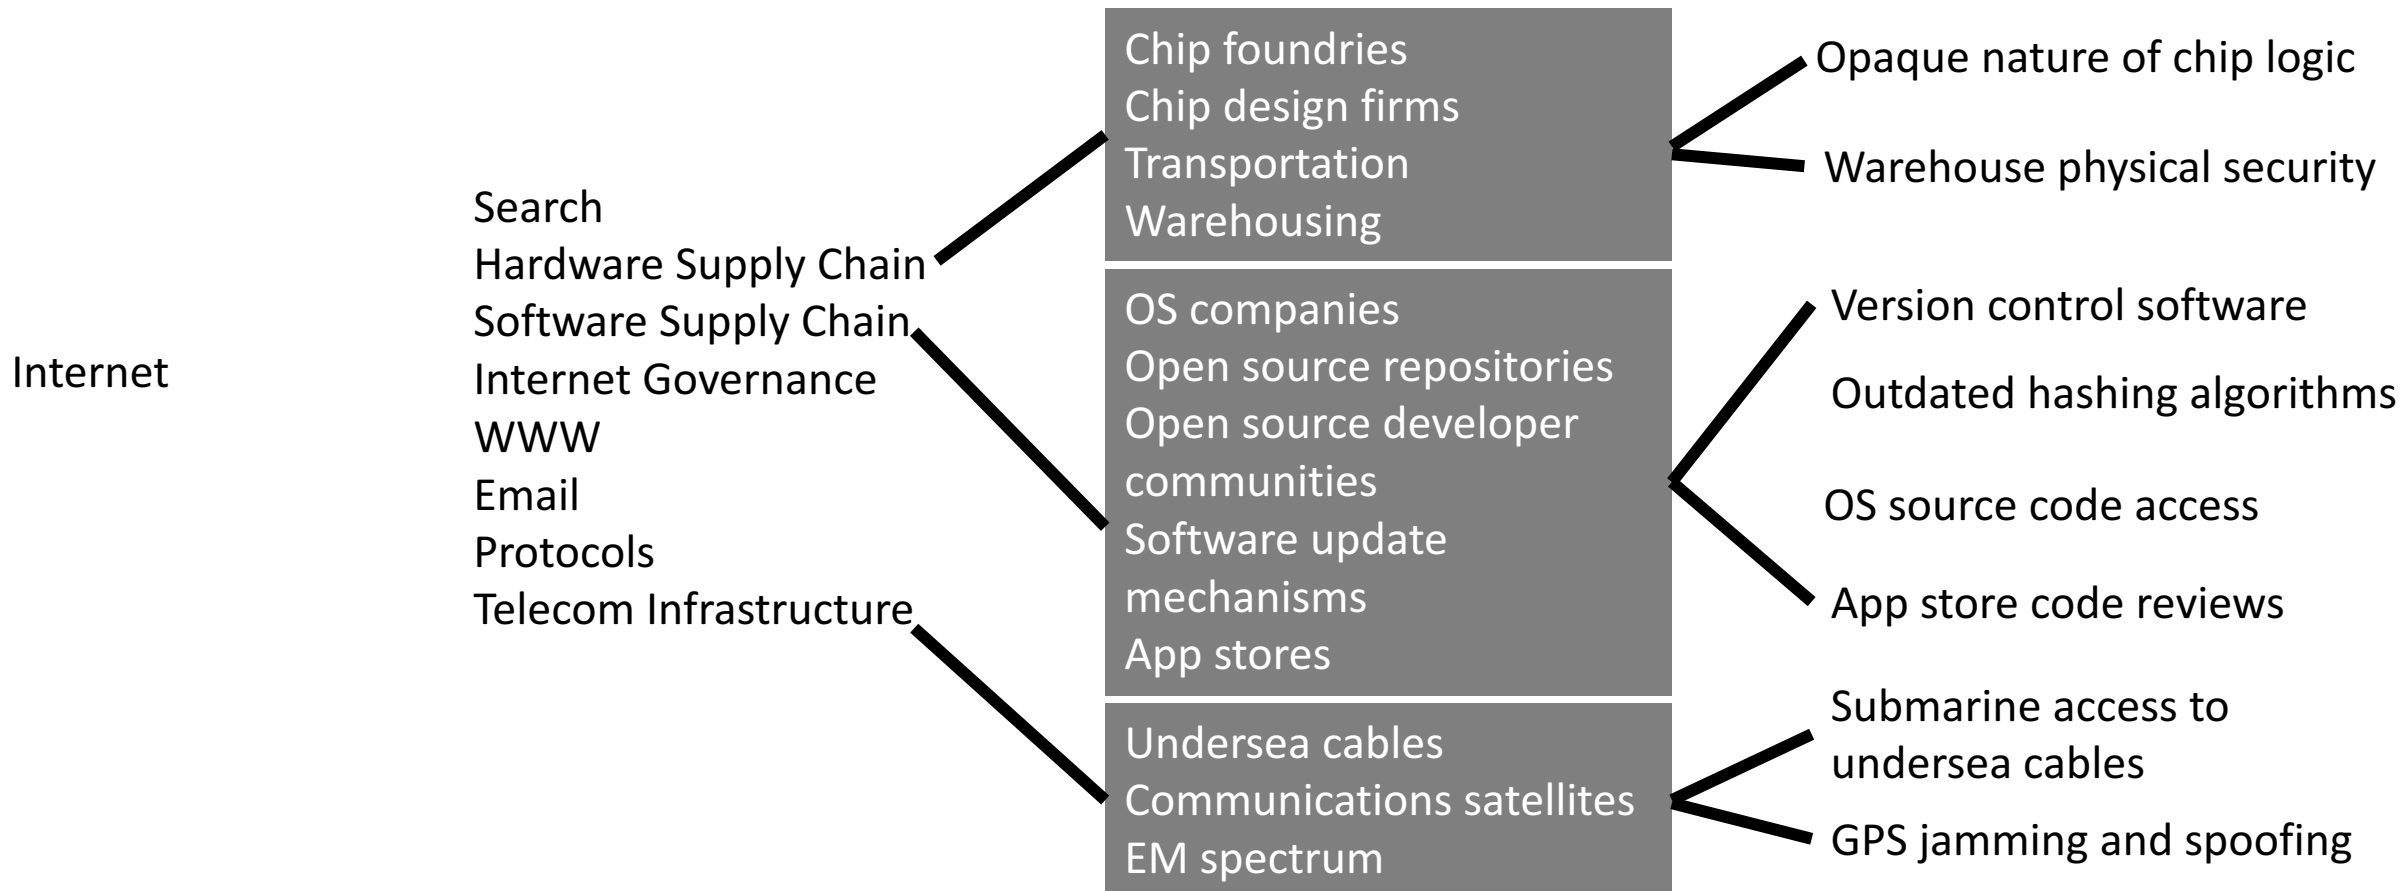 Internet
Search
Hardware Supply Chain
Software Supply Chain
Internet Governance
WWW
Email
Protocols
Telecom Infrastructure
Chip foundries
Chip design firms
Transportation
Warehousing
OS companies
Open source repositories
Open source developer
communities
Software update
mechanisms
App stores
Undersea cables
Communications satellites
EM spectrum
Opaque nature of chip logic
Warehouse physical security
Version control software
Outdated hashing algorithms
OS source code access
App store code reviews
Submarine access to
undersea cables
GPS jamming and spoofing